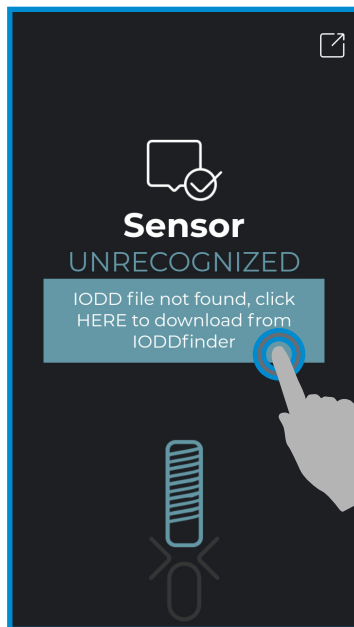 Sensor
UNRECOGNIZED
IODD file not found, click
HERE to download from
IODDfinder